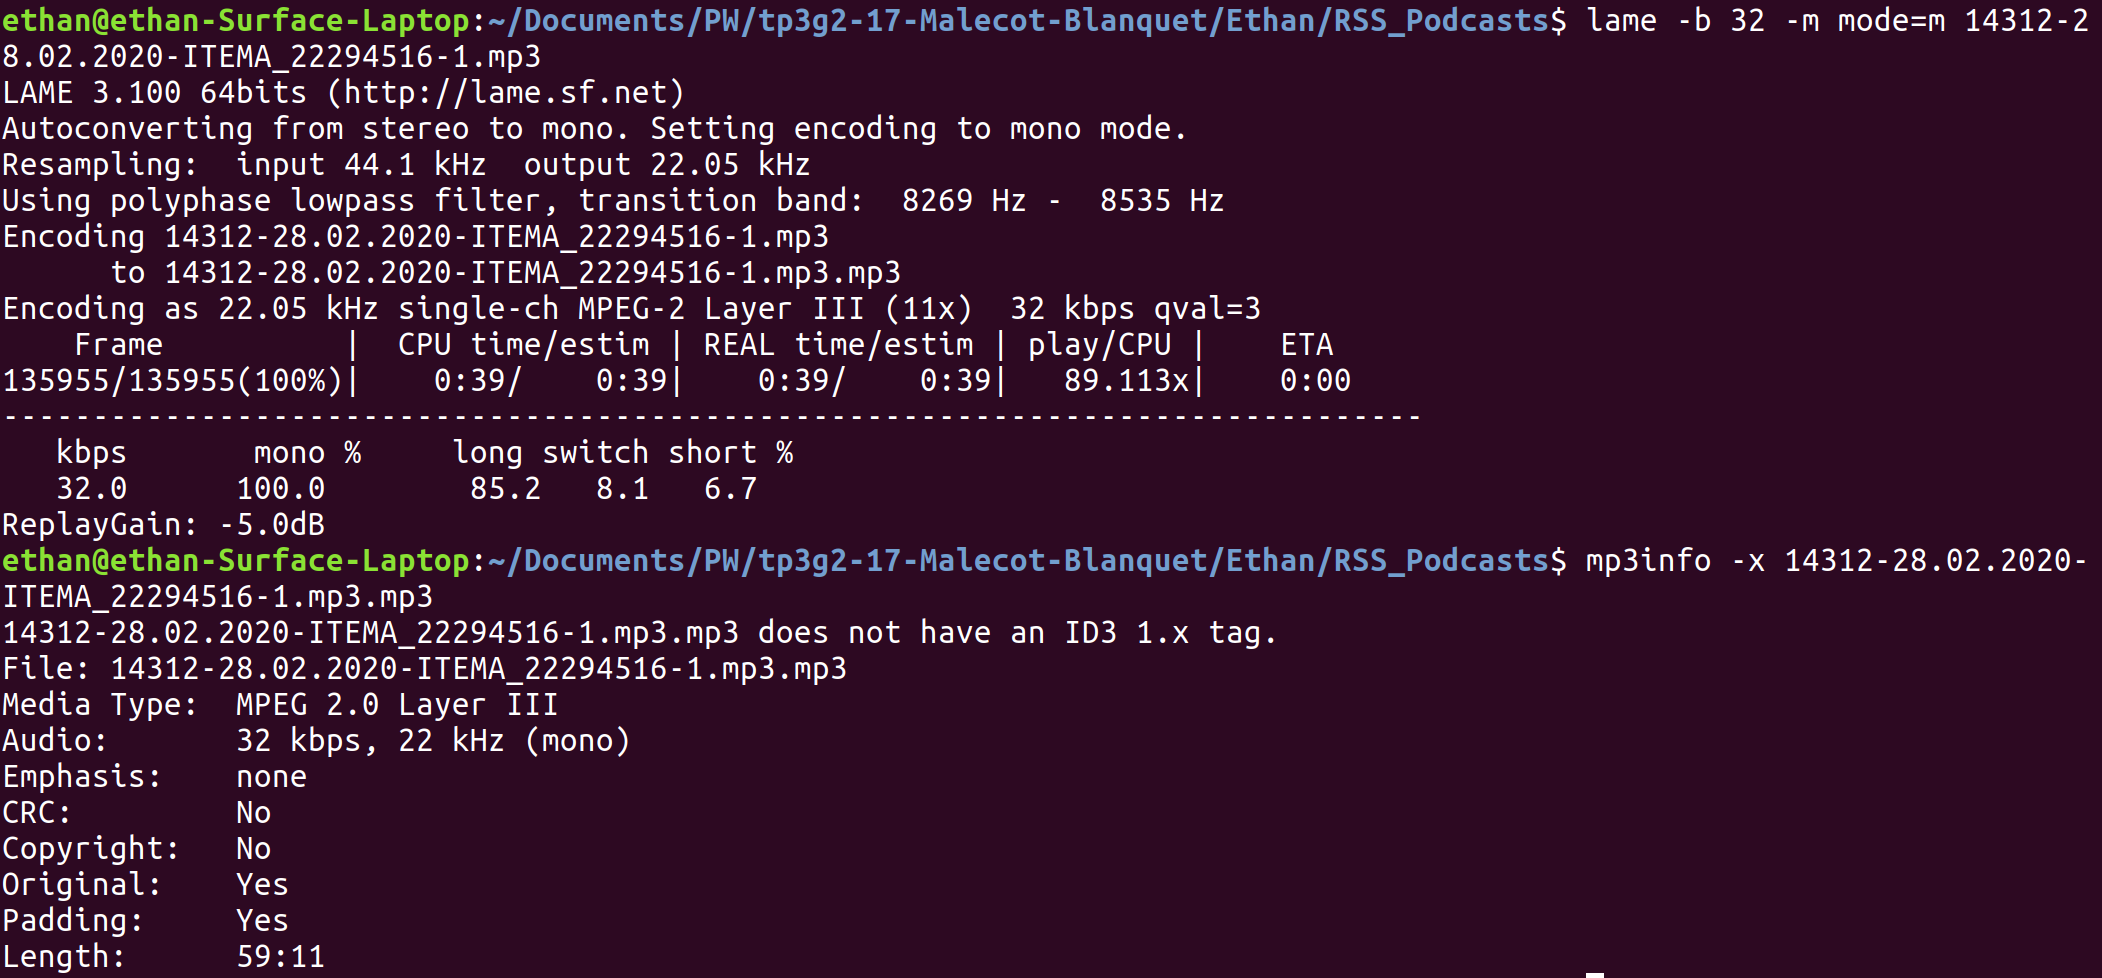 ethan@ethan-Surface-Laptop:~/Documents/PW/tp3g2-17-Malecot-Blanquet/Ethan/RSS_Podcasts$ lame -b 32 -m mode=m 14312-2
8.02.2020-ITEMA_22294516-1.mp3
LAME 3.100 64bits (http://lame.sf.net)
Autoconverting from stereo to mono. Setting encoding to mono mode.
Resampling:  input 44.1 kHz  output 22.05 kHz
Using polyphase lowpass filter, transition band:  8269 Hz -  8535 Hz
Encoding 14312-28.02.2020-ITEMA_22294516-1.mp3
      to 14312-28.02.2020-ITEMA_22294516-1.mp3.mp3
Encoding as 22.05 kHz single-ch MPEG-2 Layer III (11x)  32 kbps qval=3
    Frame          |  CPU time/estim | REAL time/estim | play/CPU |    ETA
135955/135955(100%)|    0:39/    0:39|    0:39/    0:39|   89.113x|    0:00
-------------------------------------------------------------------------------
   kbps       mono %     long switch short %
   32.0      100.0        85.2   8.1   6.7
ReplayGain: -5.0dB
ethan@ethan-Surface-Laptop:~/Documents/PW/tp3g2-17-Malecot-Blanquet/Ethan/RSS_Podcasts$ mp3info -x 14312-28.02.2020-
ITEMA_22294516-1.mp3.mp3
14312-28.02.2020-ITEMA_22294516-1.mp3.mp3 does not have an ID3 1.x tag.
File: 14312-28.02.2020-ITEMA_22294516-1.mp3.mp3
Media Type:  MPEG 2.0 Layer III
Audio:       32 kbps, 22 kHz (mono)
Emphasis:    none
CRC:         No
Copyright:   No
Original:    Yes
Padding:     Yes
Length:      59:11